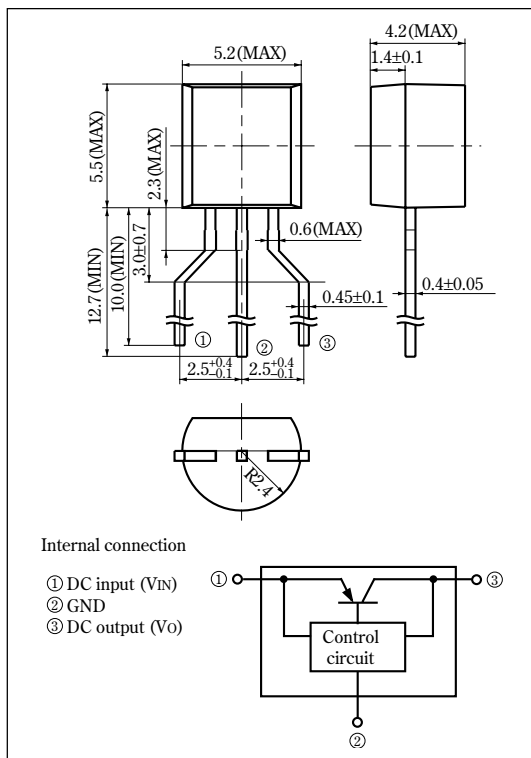 5.2(MAX)
4.2(MAX)
1.4±0.1
5.5(MAX)
2.3(MAX)
12.7(MIN)
10.0(MIN)
3.0±0.7
0.6(MAX)
0.45±0.1
0.4±0.05
① ② ③
2.5+0.4 −0.1 2.5+0.4 −0.1
R2.4
Internal connection
① DC input (VIN)
② GND
③ DC output (VO)
① ③
Control
circuit
②